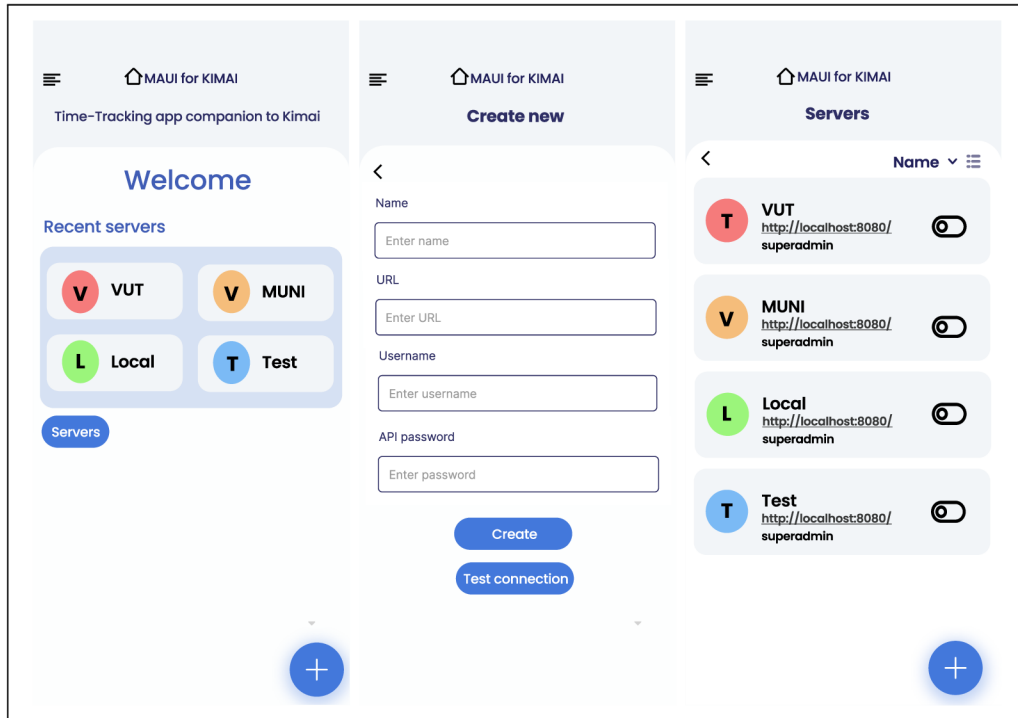 MAUI for KIMAI
Time-Tracking app companion to Kimai
Welcome
Recent servers
V VUT
V MUNI
L Local
T Test
Servers
MAUI for KIMAI
Create new
Name
Enter name
URL
Enter URL
Username
Enter username
API password
Enter password
Create
Test connection
MAUI for KIMAI
Servers
Name
T
VUT
http://localhost:8080/
superadmin
V
MUNI
http://localhost:8080/
superadmin
L
Local
http://localhost:8080/
superadmin
T
Test
http://localhost:8080/
superadmin